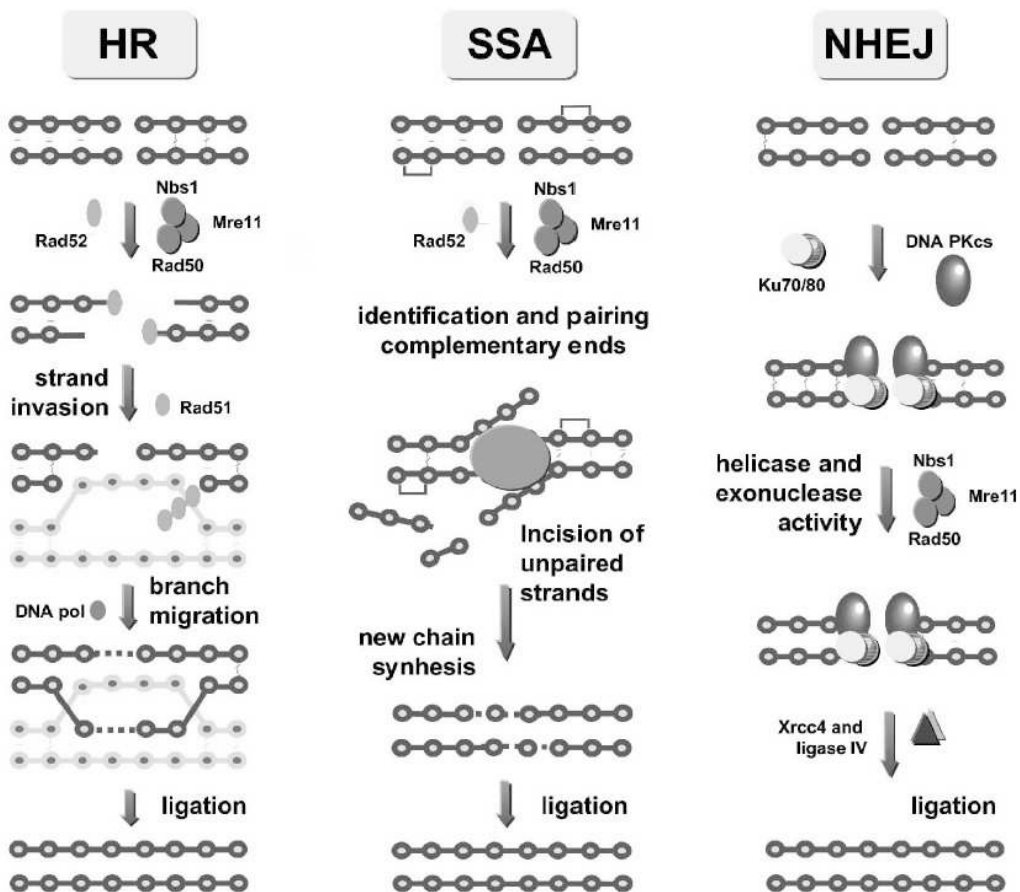 HR
Nbs1
Rad52
Mre11
Rad50
strand
invasion
Rad51
DNA pol
branch
migration
ligation
SSA
Nbs1
Rad52
Mre11
Rad50
identification and pairing
complementary ends
Incision of
unpaired
strands
new chain
synhesis
ligation
NHEJ
Ku70/80
DNA PKcs
helicase and
exonuclease
activity
Nbs1
Mre11
Rad50
Xrcc4 and
ligase IV
ligation